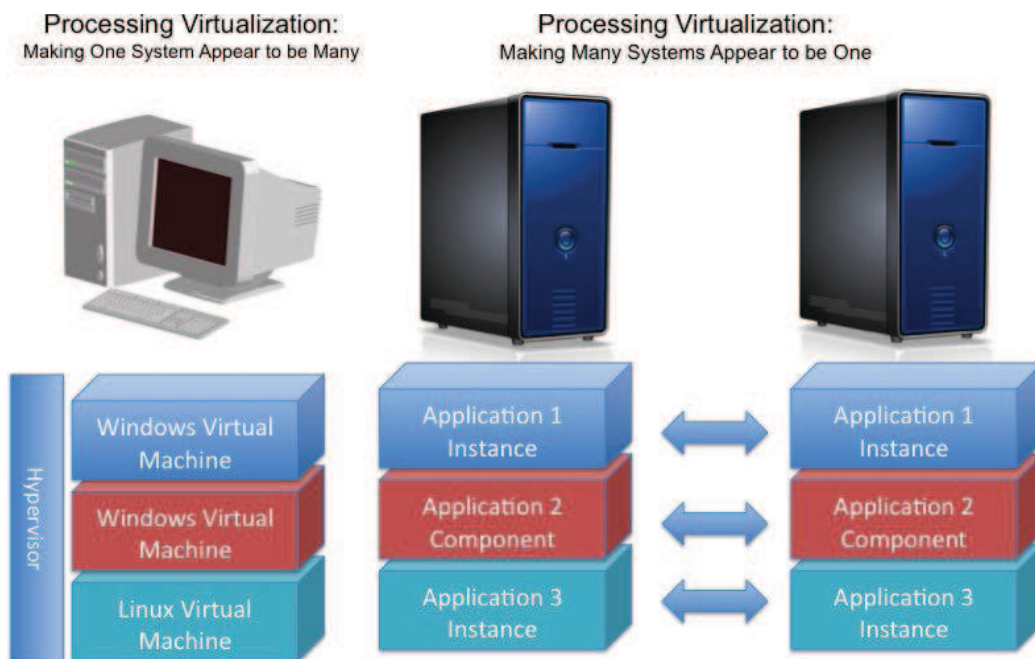 Processing Virtualization:
Making One System Appear to be Many
Processing Virtualization:
Making Many Systems Appear to be One
Hypervisor
Windows Virtual
Machine
Windows Virtual
Machine
Linux Virtual
Machine
Application 1
Instance
Application 2
Component
Application 3
Instance
Application 1
Instance
Application 2
Component
Application 3
Instance